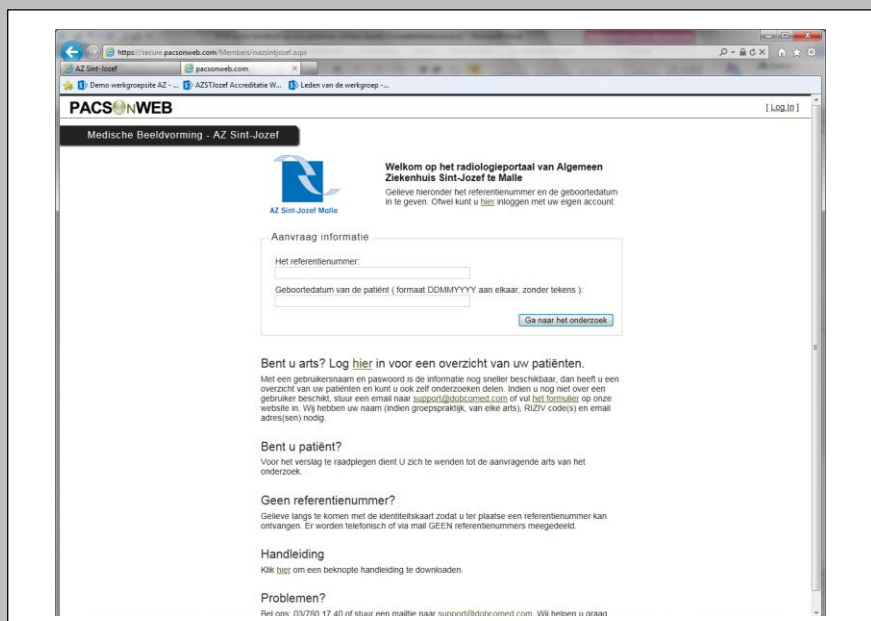 https://secure.pacsonweb.com/Members/rxazsintjozef.aspx
AZ Sint-Jozef
pacsonweb.com
Demo werkgroepsite AZ - ...
AZSTJozef Accreditatie W...
Leden van de werkgroep -...
PACSONWEB
[ Log In ]
Medische Beeldvorming - AZ Sint-Jozef
AZ Sint-Jozef Malle
Welkom op het radiologieportaal van Algemeen
Ziekenhuis Sint-Jozef te Malle
Gelieve hieronder het referentienummer en de geboortedatum
in te geven. Ofwel kunt u hier inloggen met uw eigen account.
Aanvraag informatie
Het referentienummer:
Geboortedatum van de patiënt ( formaat DDMMYYYY aan elkaar, zonder tekens ):
Ga naar het onderzoek
Bent u arts? Log hier in voor een overzicht van uw patiënten.
Met een gebruikersnaam en paswoord is de informatie nog sneller beschikbaar, dan heeft u een
overzicht van uw patiënten en kunt u ook zelf onderzoeken delen. Indien u nog niet over een
gebruiker beschikt, stuur een email naar support@dobcomed.com of vul het formulier op onze
website in. Wij hebben uw naam (indien groepspraktijk, van elke arts), RIZIV code(s) en email
adres(sen) nodig.
Bent u patiënt?
Voor het verslag te raadplegen dient U zich te wenden tot de aanvragende arts van het
onderzoek.
Geen referentienummer?
Gelieve langs te komen met de identiteitskaart zodat u ter plaatse een referentienummer kan
ontvangen. Er worden telefonisch of via mail GEEN referentienummers meegedeeld.
Handleiding
Klik hier om een beknopte handleiding te downloaden.
Problemen?
Bel ons: 03/780 17 40 of stuur een mailtje naar support@dobcomed.com. Wij helpen u graag